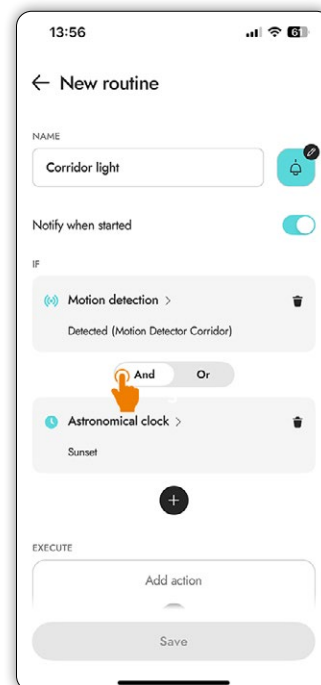 13:56
61
New routine
NAME
Corridor light
Notify when started
IF
Motion detection >
Detected (Motion Detector Corridor)
And Or
Astronomical clock >
Sunset
EXECUTE
Add action
Save